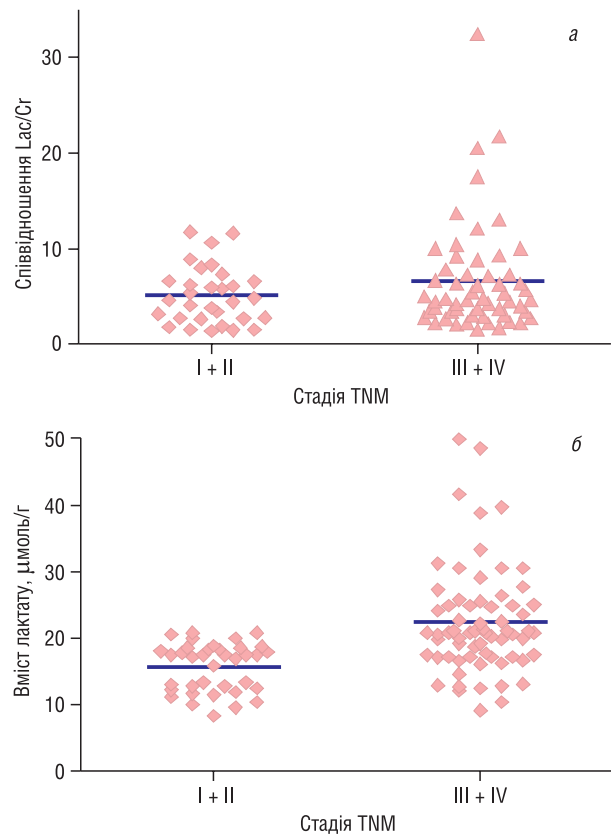 а
Співвідношення Lac/Cr
30
20
10
0
I + II
III + IV
Стадія TNM
б
Вміст лактату, μмоль/г
50
40
30
20
10
0
I + II
III + IV
Стадія TNM